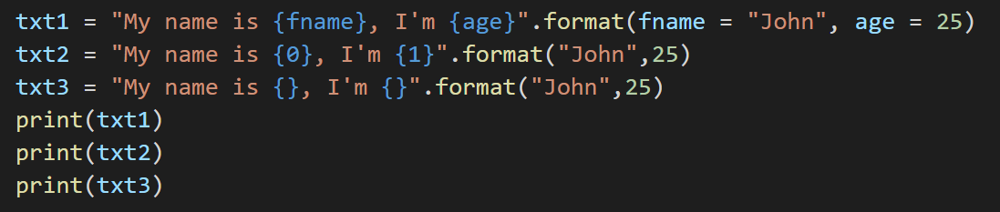 txt1 = "My name is {fname}, I'm {age}".format(fname = "John", age = 25)
txt2 = "My name is {0}, I'm {1}".format("John",25)
txt3 = "My name is {}, I'm {}".format("John",25)
print(txt1)
print(txt2)
print(txt3)